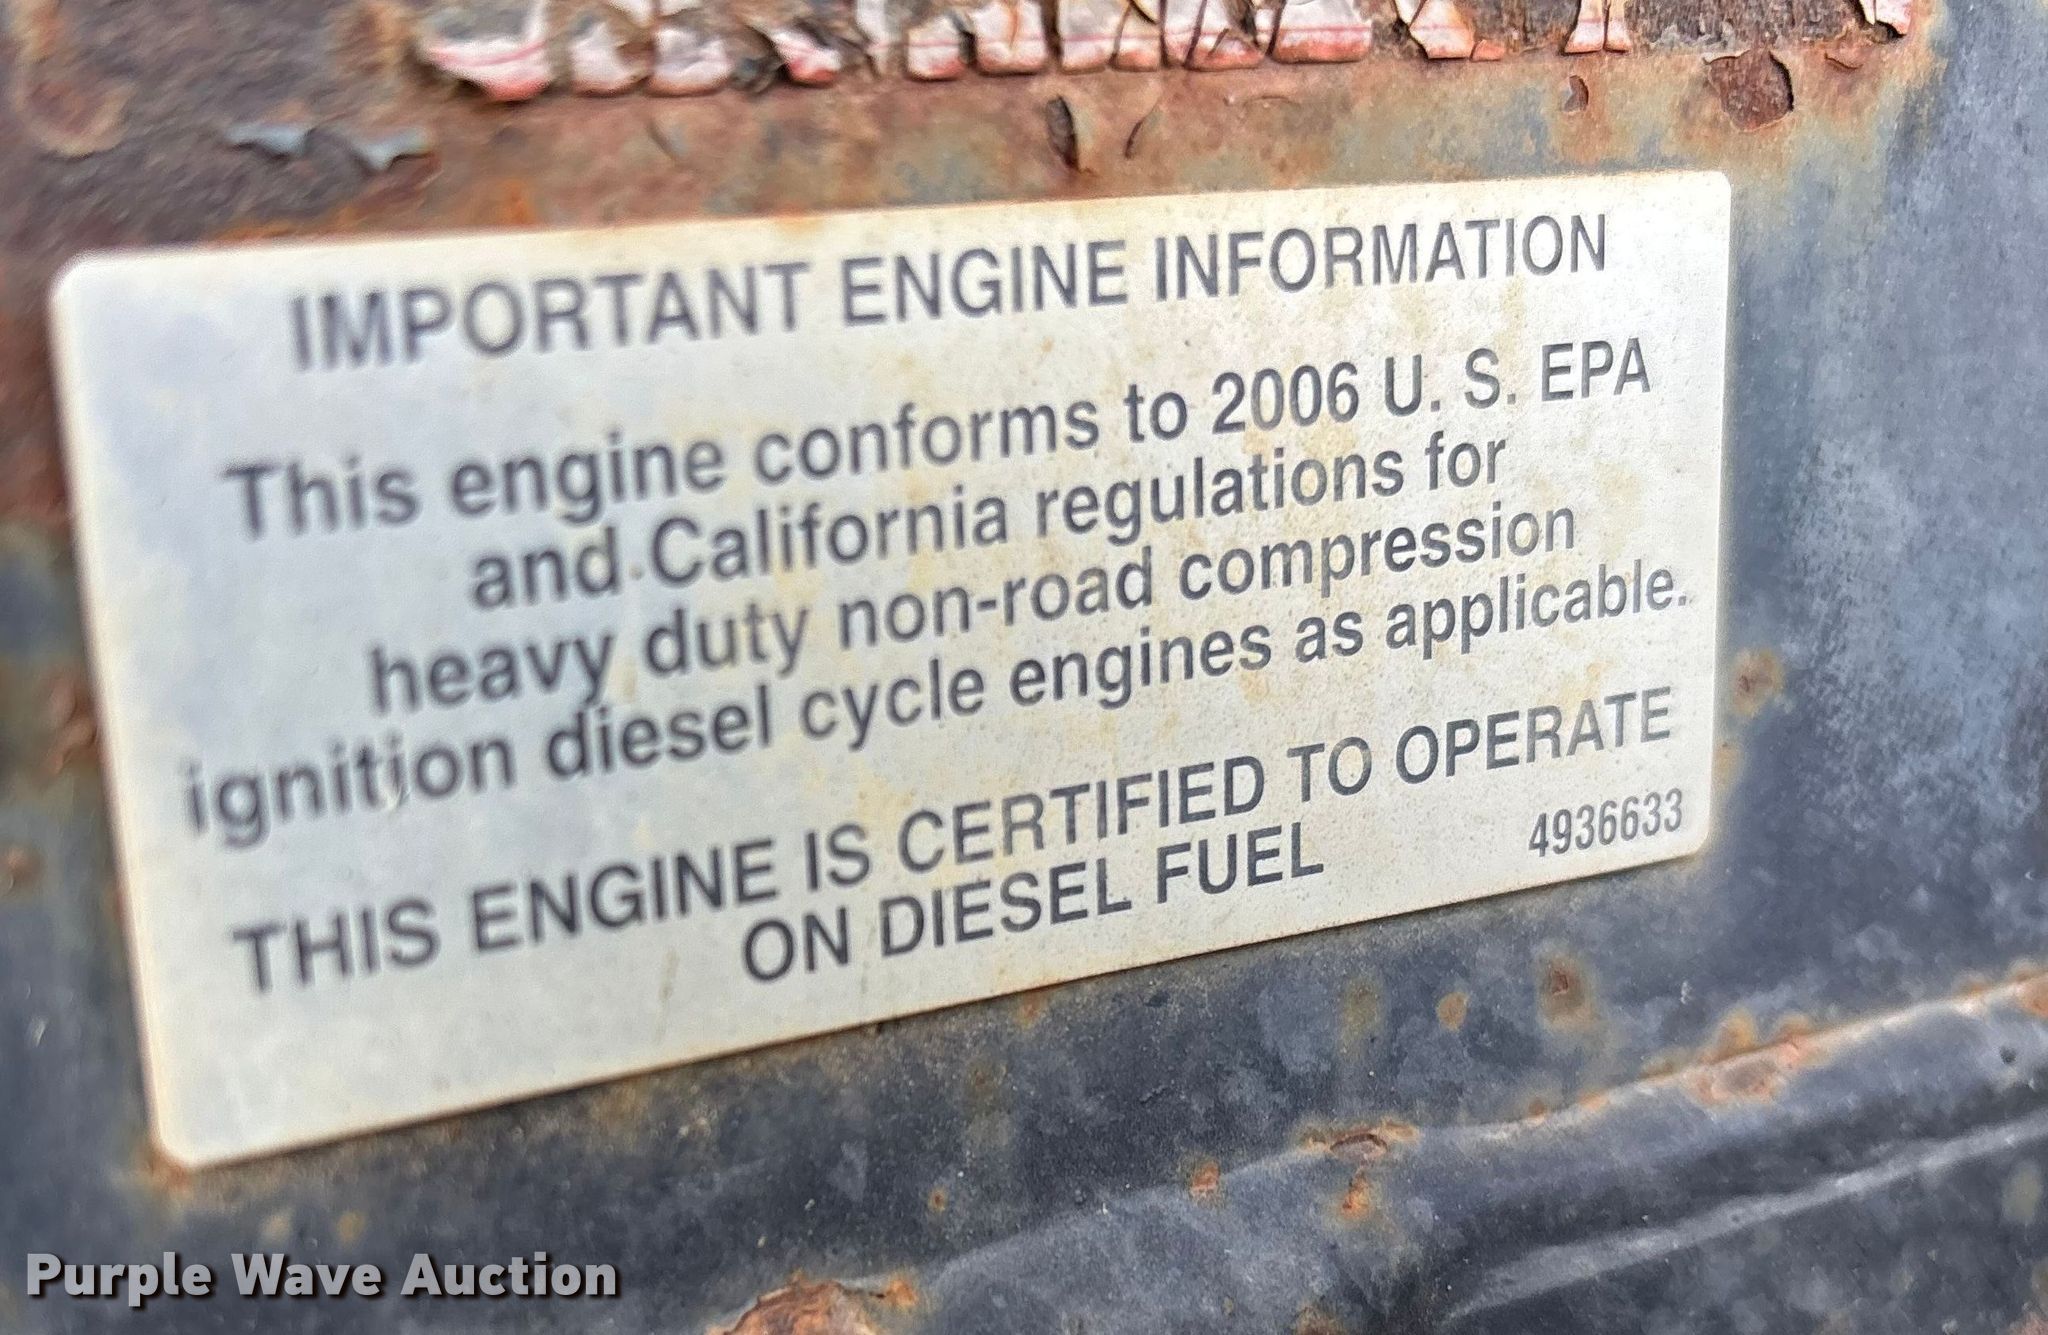 IMPORTANT ENGINE INFORMATION
This engine conforms to 2006 U. S. EPA
and California regulations for
heavy duty non-road compression
ignition diesel cycle engines as applicable.
THIS ENGINE IS CERTIFIED TO OPERATE
ON DIESEL FUEL
4936633
Purple Wave Auction